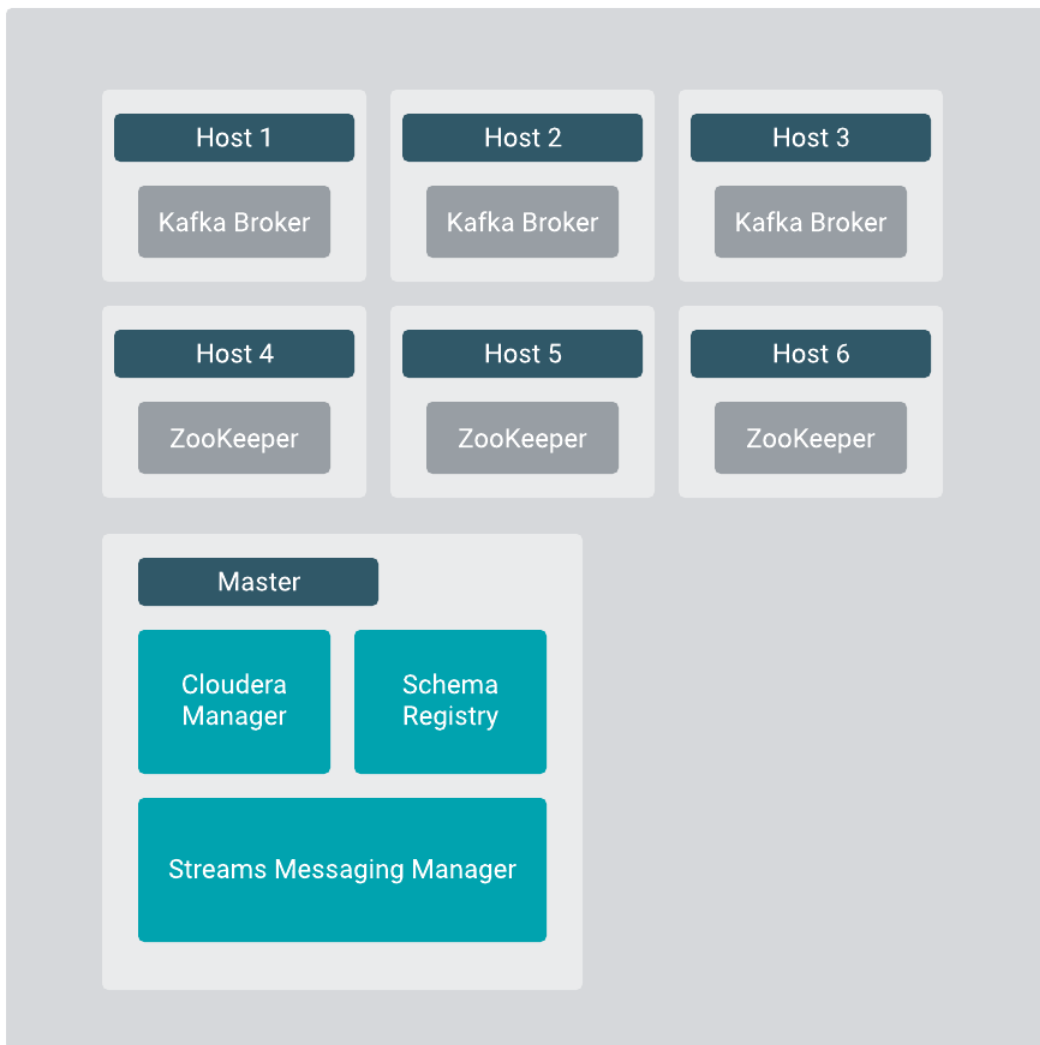 Host 1
Host 2
Host 3
Kafka Broker
Kafka Broker
Kafka Broker
Host 4
Host 5
Host 6
ZooKeeper
ZooKeeper
ZooKeeper
Master
Cloudera
Manager
Schema
Registry
Streams Messaging Manager